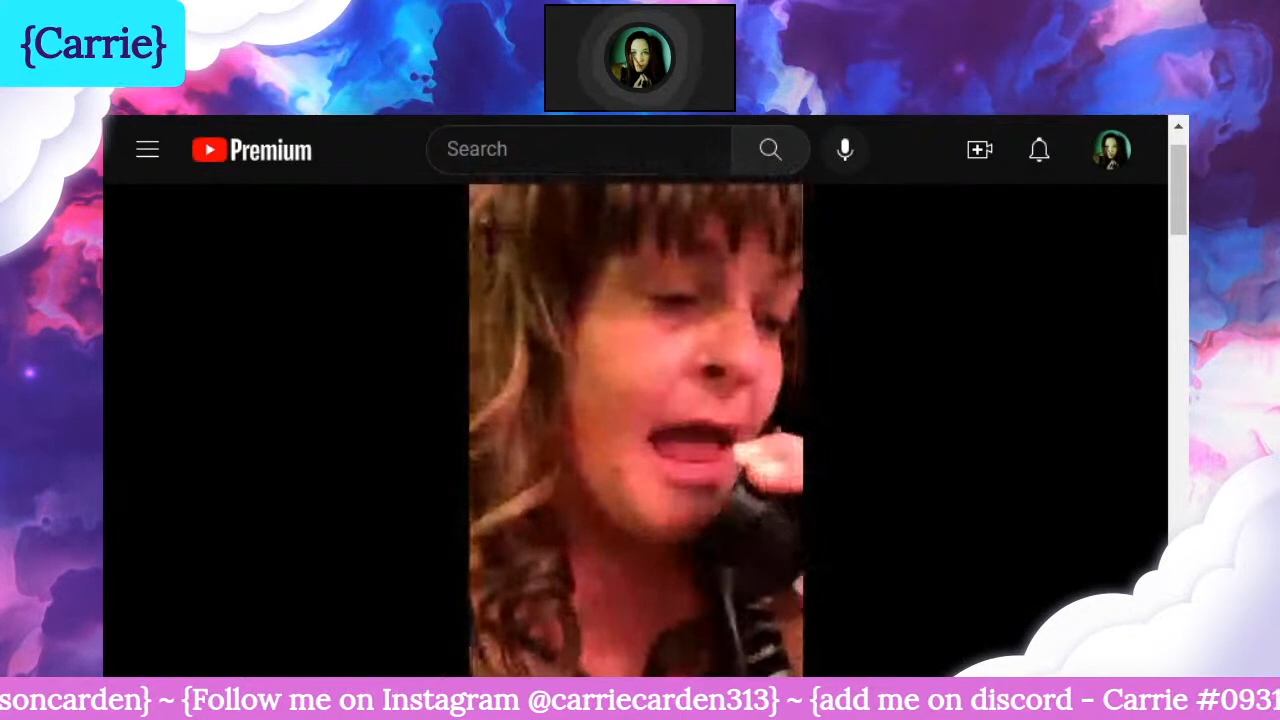 {Carrie}
Premium
Search
soncarden} ~ {Follow me on Instagram @carriecarden313} ~ {add me on discord - Carrie #0931